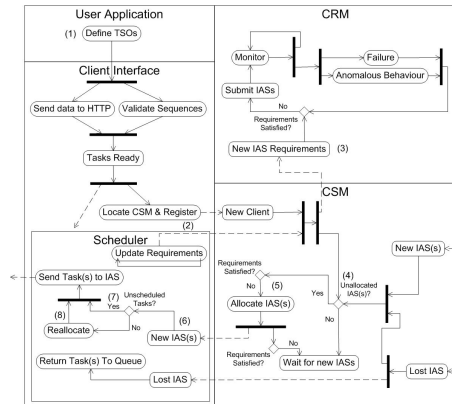 User Application
(1)
Define TSOs
Client Interface
Send data to HTTP
Validate Sequences
Tasks Ready
Locate CSM & Register
(2)
CRM
Monitor
Failure
Anomalous Behaviour
Submit IASs
No
Requirements
Satisfied?
New IAS Requirements
(3)
CSM
New Client
New IAS(s)
Requirements
Satisfied?
(4)
Unallocated
IAS(s)?
(5)
No
Yes
Allocate IAS(s)
No
Requirements
Satisfied?
No
Wait for new IASs
Lost IAS
Scheduler
Update Requirements
Send Task(s) to IAS
(7)
Unscheduled
Tasks?
Yes
(8)
(6)
No
Reallocate
New IAS(s)
Return Task(s) To Queue
Lost IAS